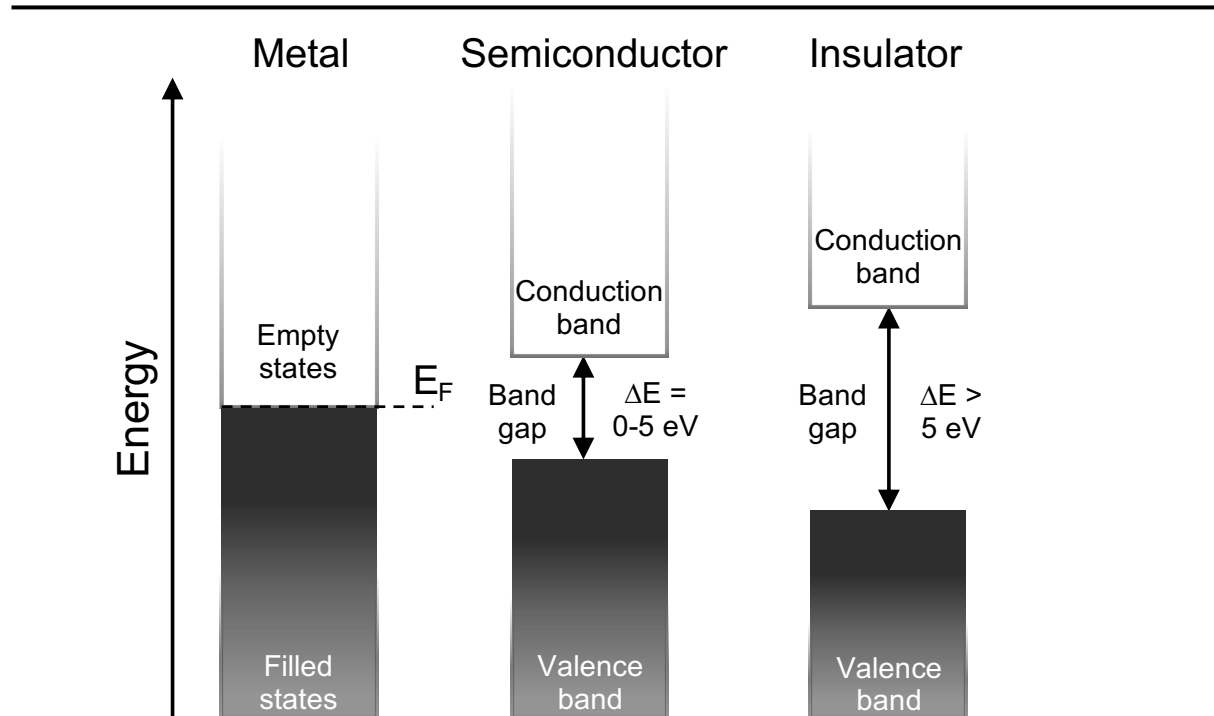 Metal
Semiconductor
Insulator
Energy
Empty
states
E_F
Filled
states
Conduction
band
Band
gap
ΔE =
0-5 eV
Valence
band
Conduction
band
Band
gap
ΔE >
5 eV
Valence
band